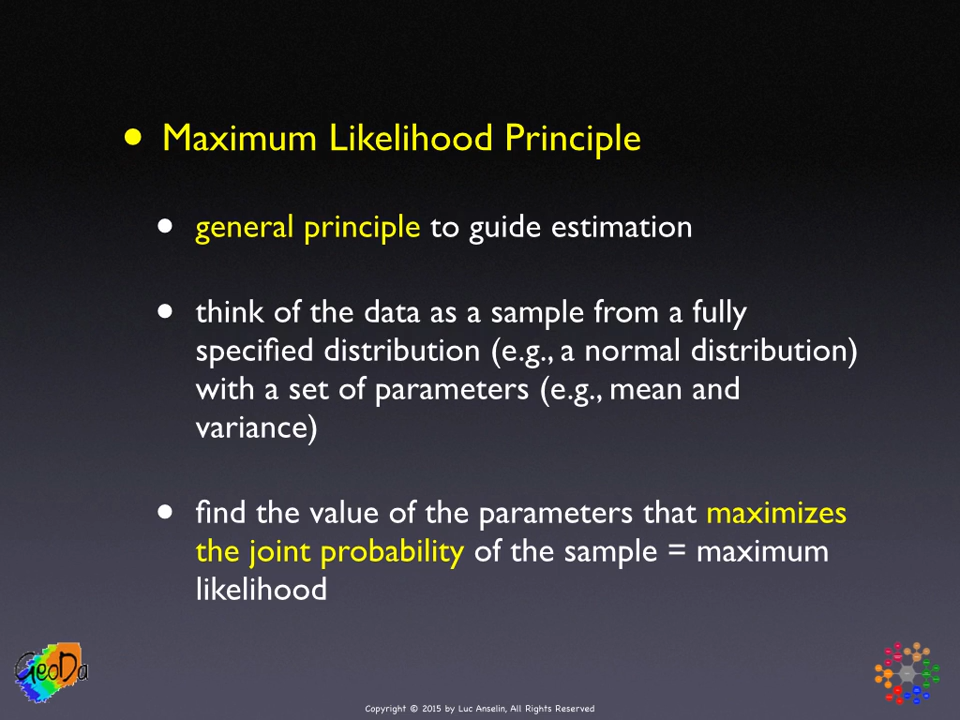 • Maximum Likelihood Principle
• general principle to guide estimation
• think of the data as a sample from a fully
specified distribution (e.g., a normal distribution)
with a set of parameters (e.g., mean and
variance)
• find the value of the parameters that maximizes
the joint probability of the sample = maximum
likelihood
GeoDa
Copyright © 2015 by Luc Anselin, All Rights Reserved